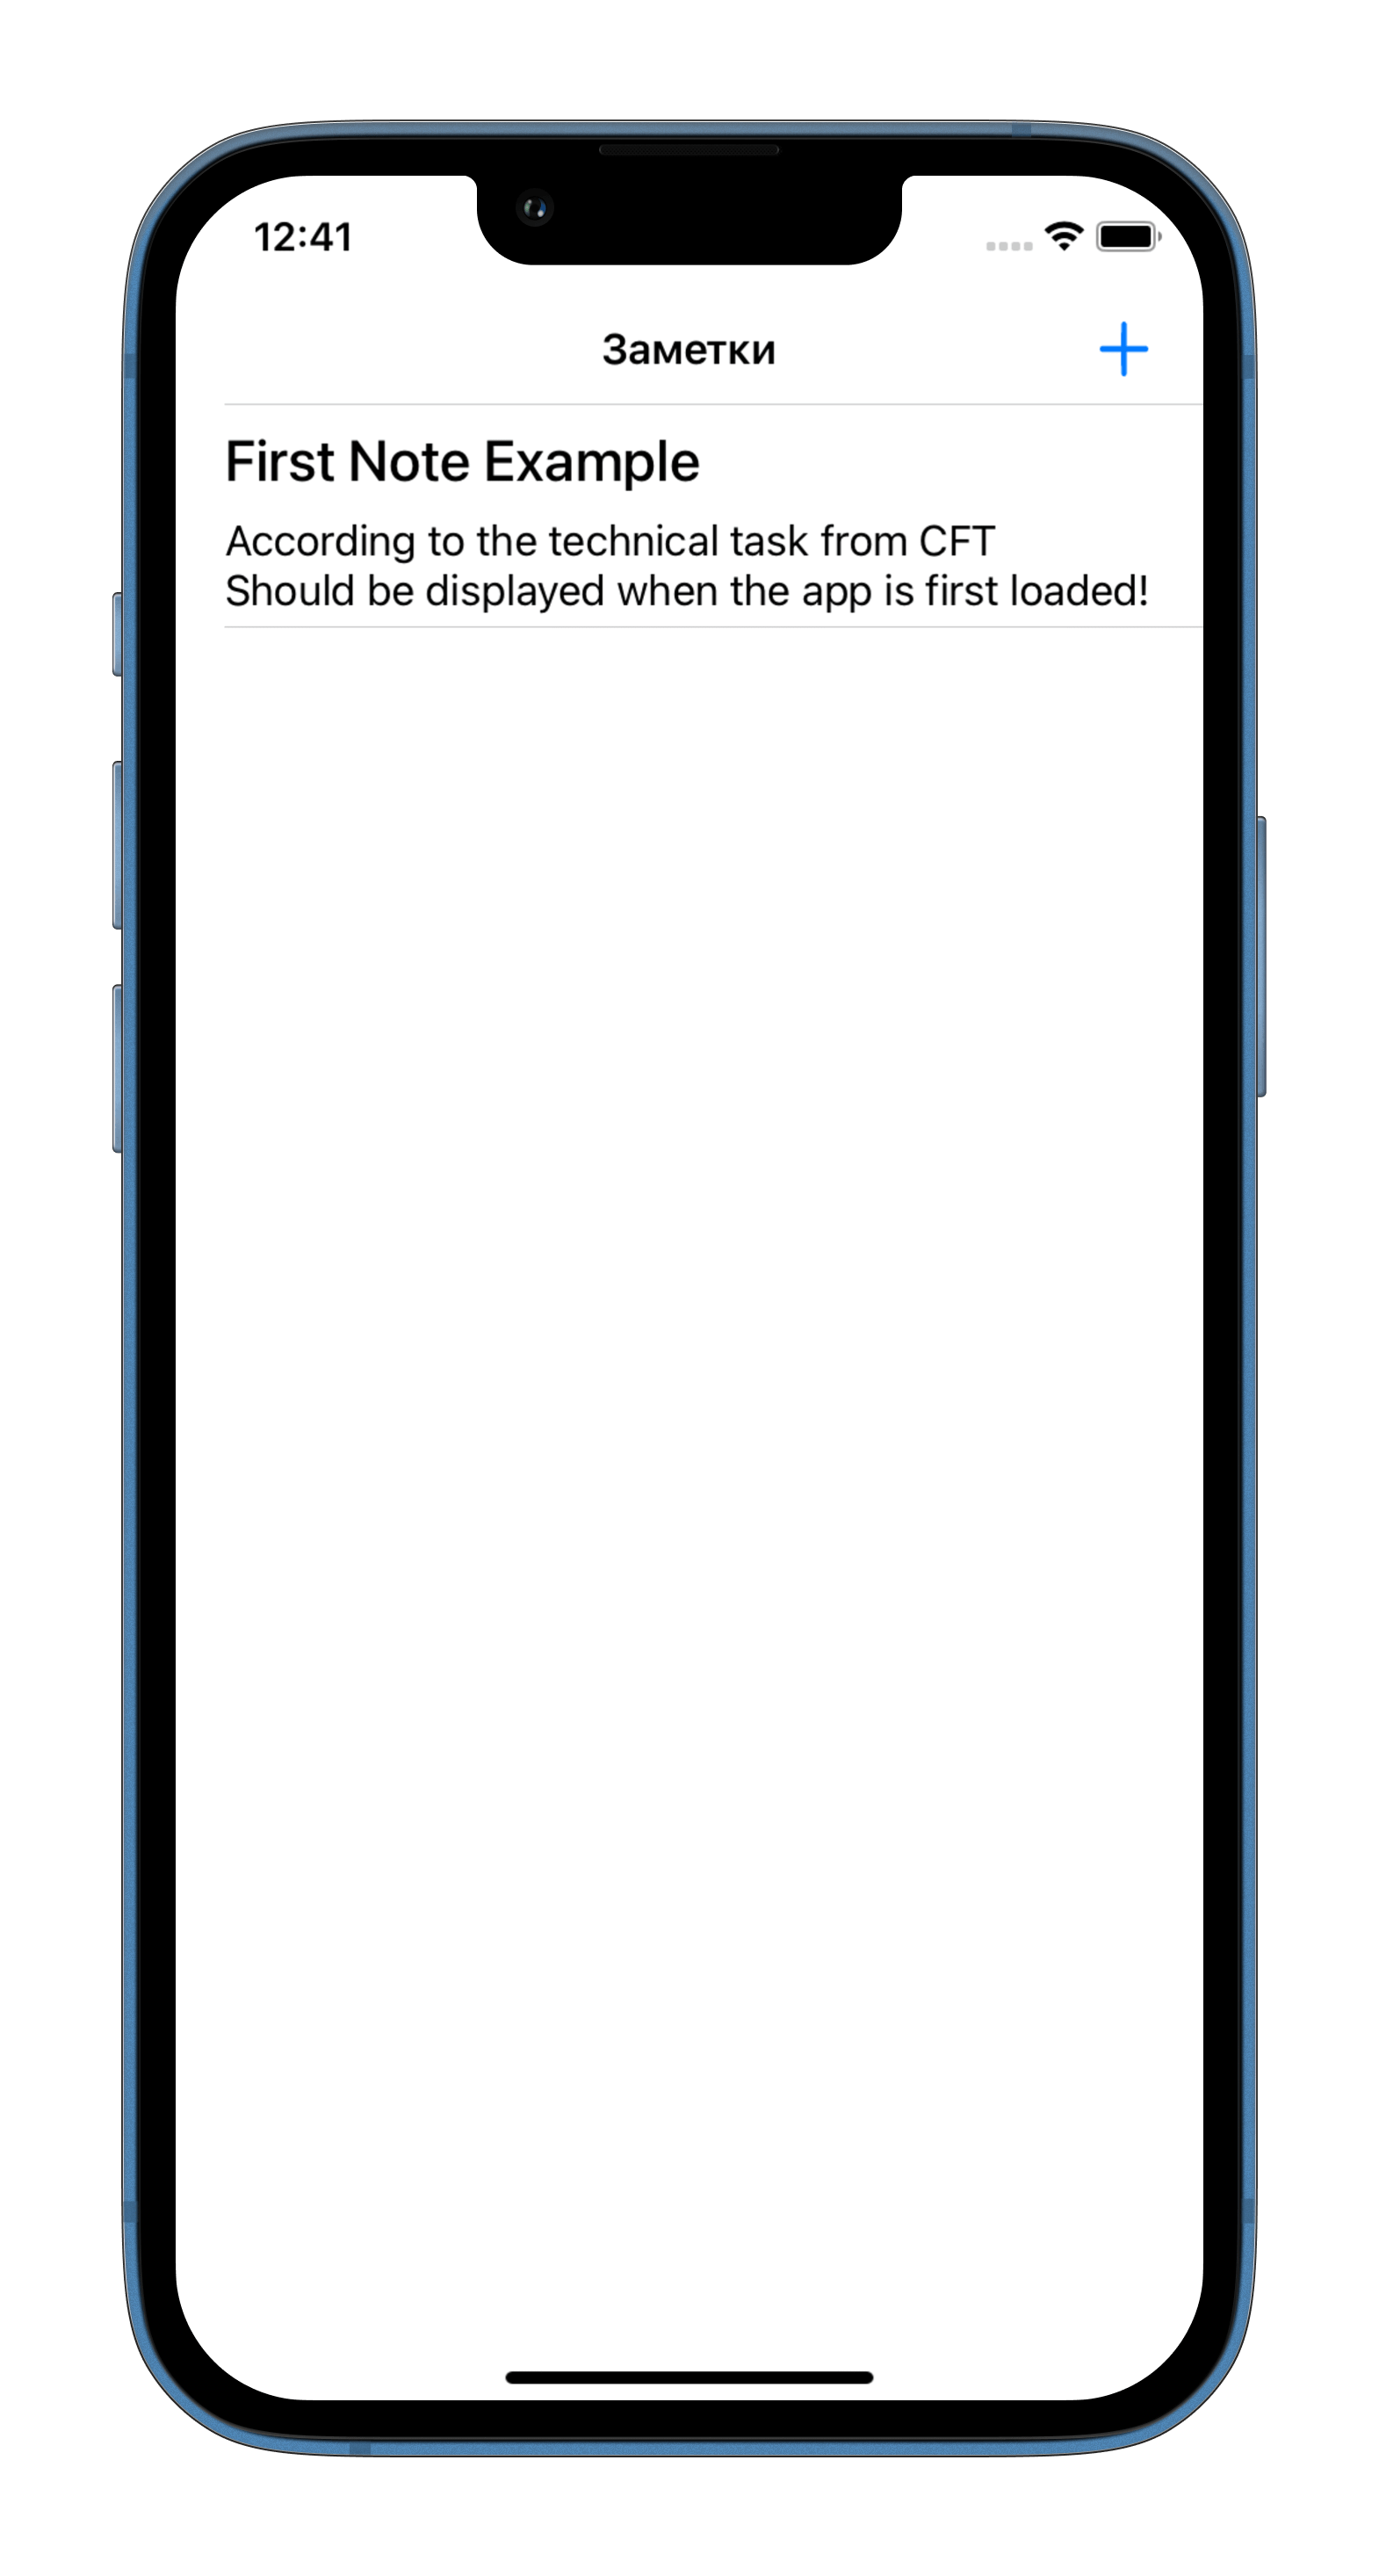 12:41
Заметки
First Note Example
According to the technical task from CFT
Should be displayed when the app is first loaded!